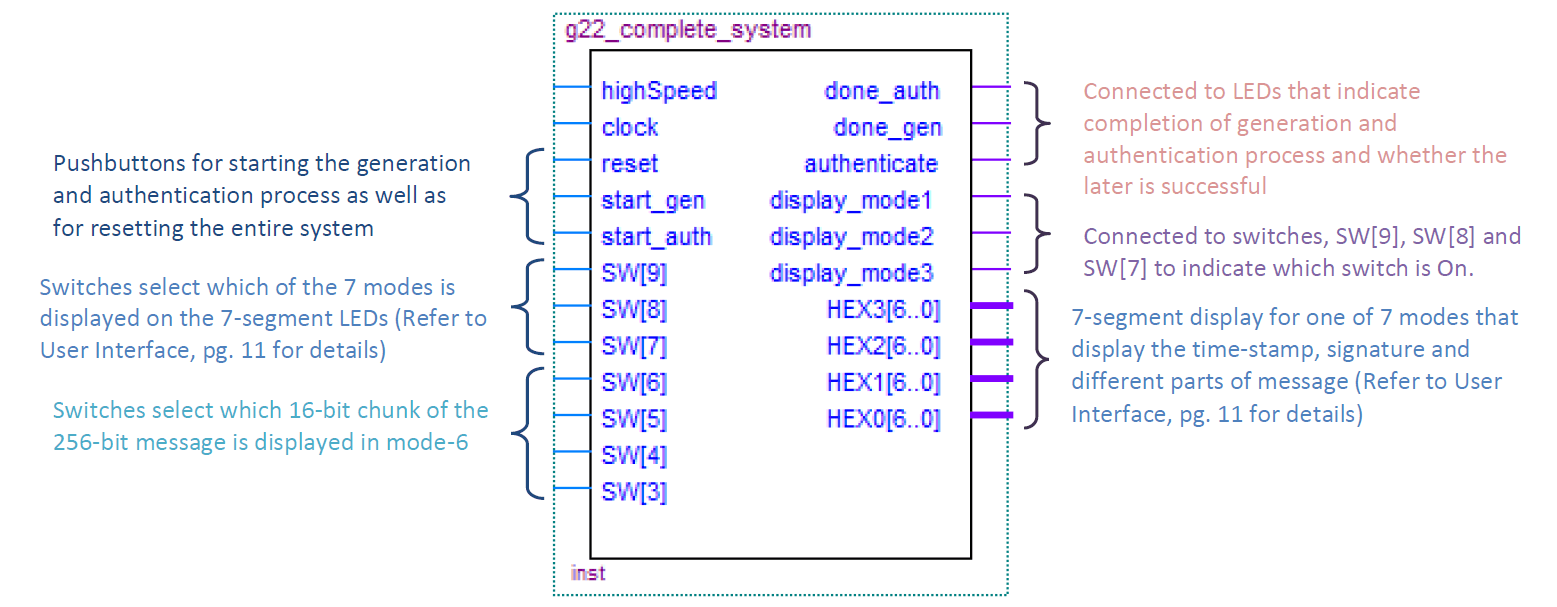 g22_complete_system
highSpeed
clock
reset
start_gen
start_auth
SW[9]
SW[8]
SW[7]
SW[6]
SW[5]
SW[4]
SW[3]
done_auth
done_gen
authenticate
display_mode1
display_mode2
display_mode3
HEX3[6..0]
HEX2[6..0]
HEX1[6..0]
HEX0[6..0]
inst
Pushbuttons for starting the generation
and authentication process as well as
for resetting the entire system
Switches select which of the 7 modes is
displayed on the 7-segment LEDs (Refer to
User Interface, pg. 11 for details)
Switches select which 16-bit chunk of the
256-bit message is displayed in mode-6
Connected to LEDs that indicate
completion of generation and
authentication process and whether the
later is successful
Connected to switches, SW[9], SW[8] and
SW[7] to indicate which switch is On.
7-segment display for one of 7 modes that
display the time-stamp, signature and
different parts of message (Refer to User
Interface, pg. 11 for details)